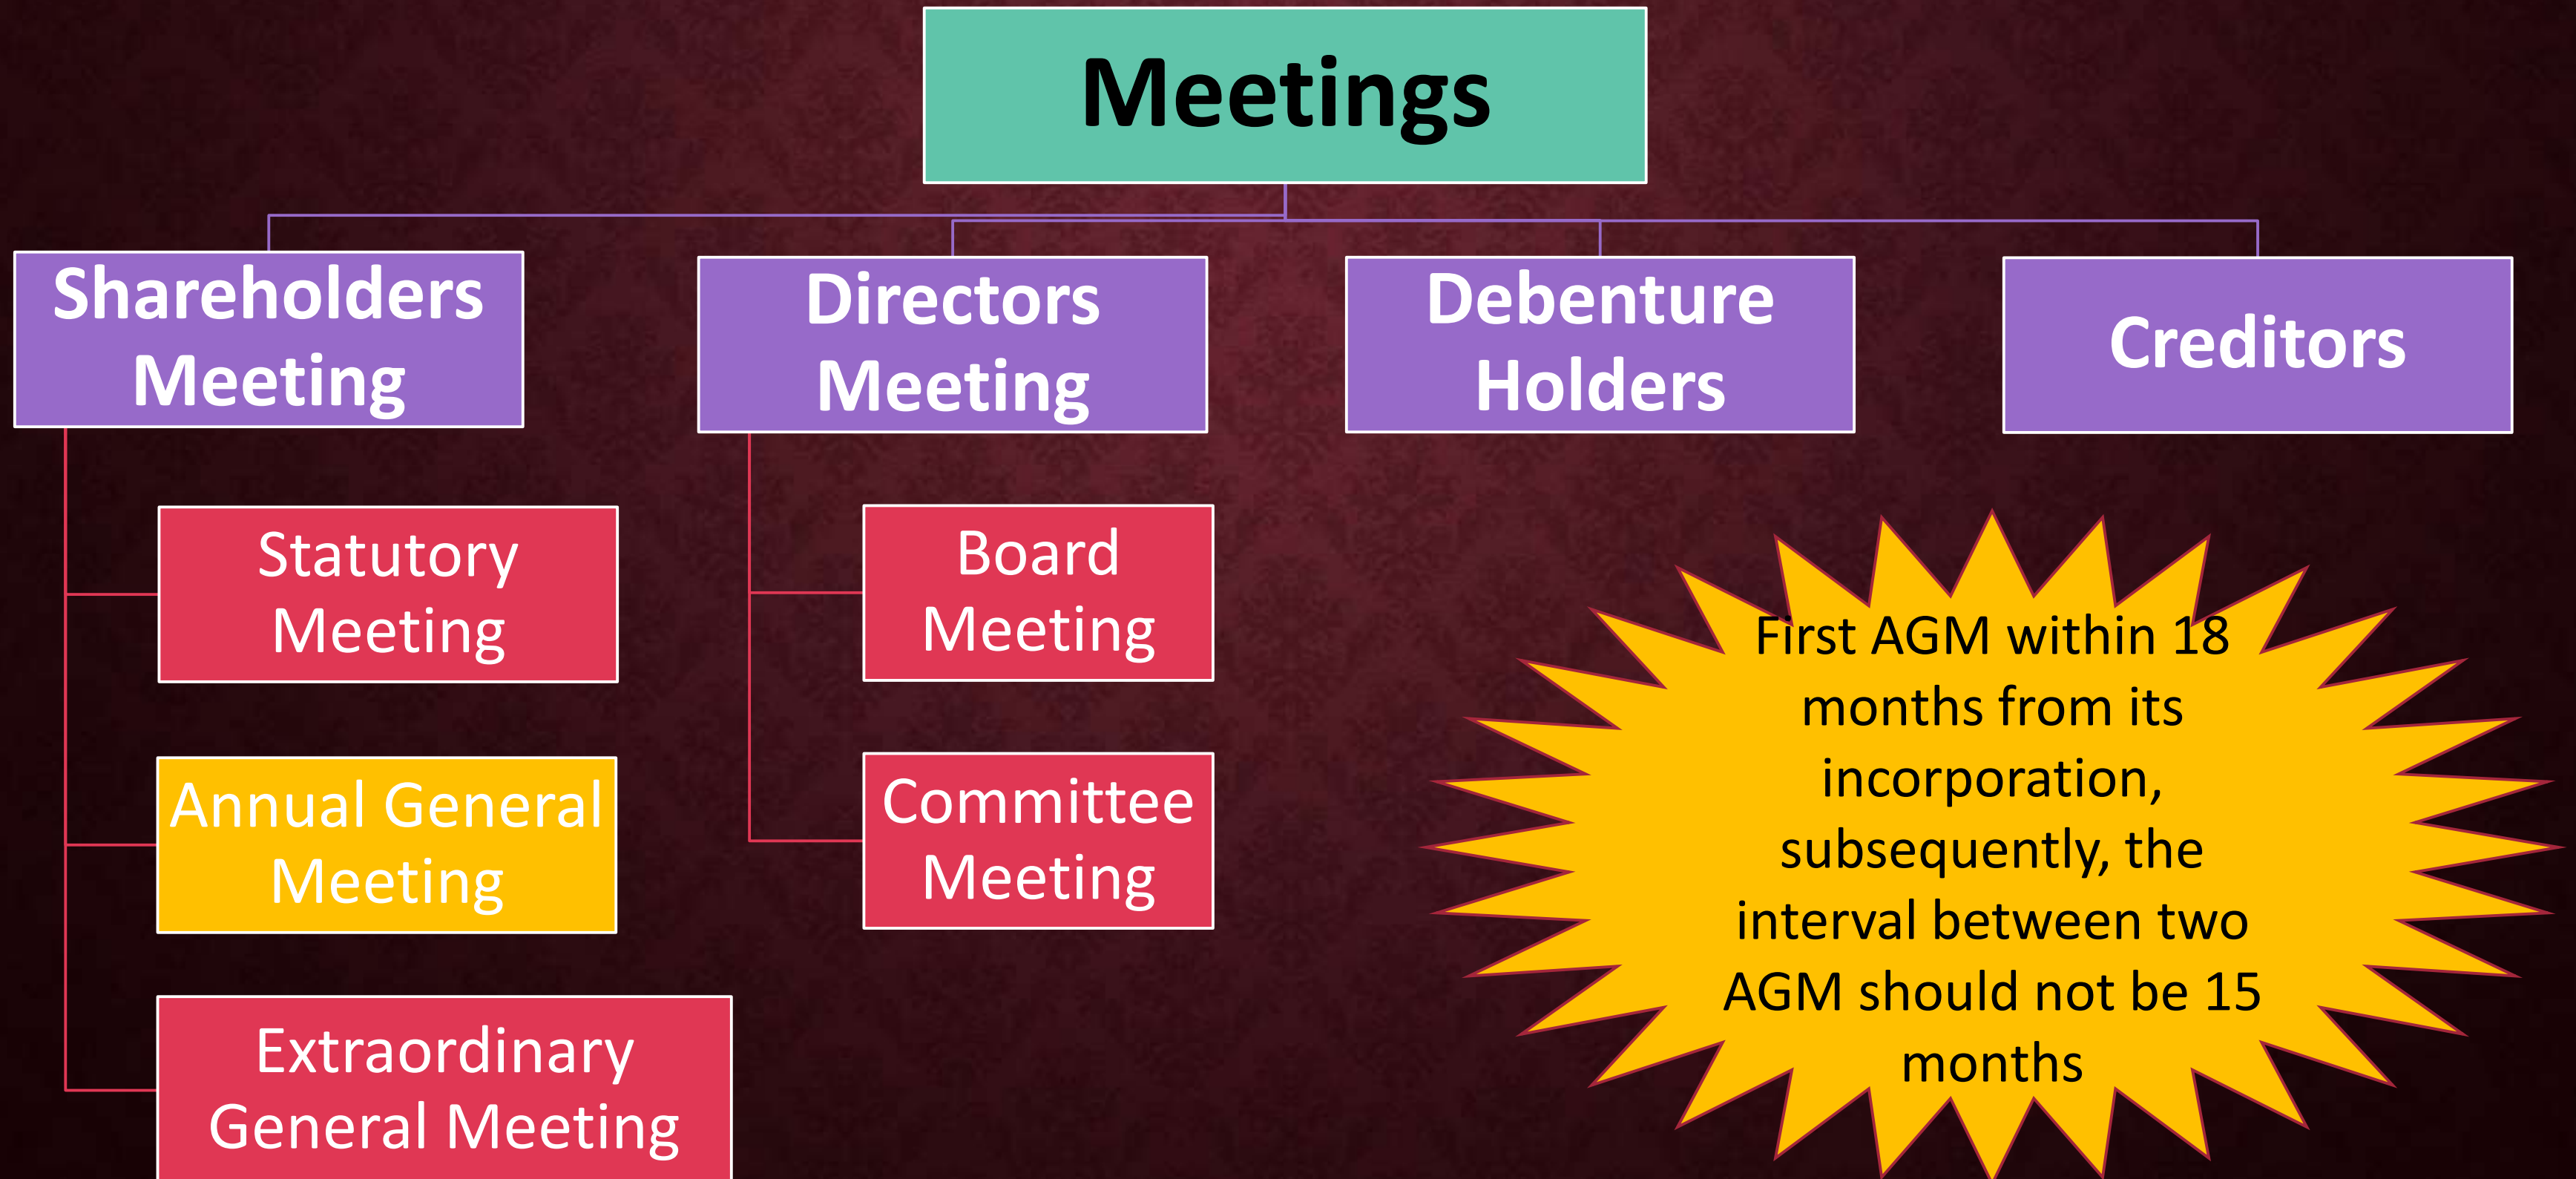 Meetings
Shareholders
Meeting
Directors
Meeting
Debenture
Holders
Creditors
Statutory
Meeting
Annual General
Meeting
Extraordinary
General Meeting
Board
Meeting
Committee
Meeting
First AGM within 18
months from its
incorporation,
subsequently, the
interval between two
AGM should not be 15
months